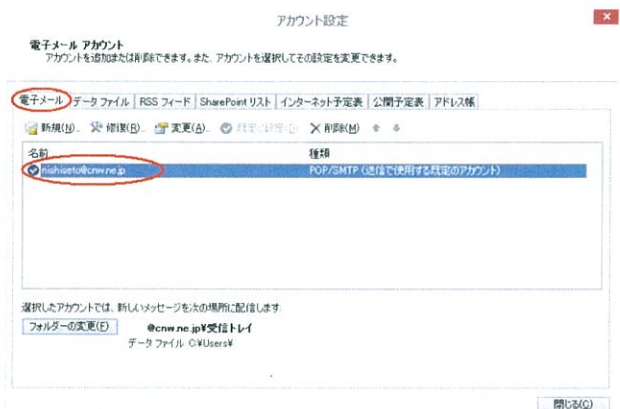 アカウント設定
電子メール アカウント
アカウントを追加または削除できます。また、アカウントを選択してその設定を変更できます。
電子メール データ ファイル RSS フィード SharePoint リスト インターネット予定表 公開予定表 アドレス帳
新規(N)... 修復(R)... 変更(A)... 既定に設定(D) 削除(M)
名前 種類
nishiseto@cnw.ne.jp POP/SMTP (送信で使用する既定のアカウント)
選択したアカウントでは、新しいメッセージを次の場所に配信します:
フォルダーの変更(F) @cnw.ne.jp¥受信トレイ
データ ファイル C:¥Users¥
閉じる(C)